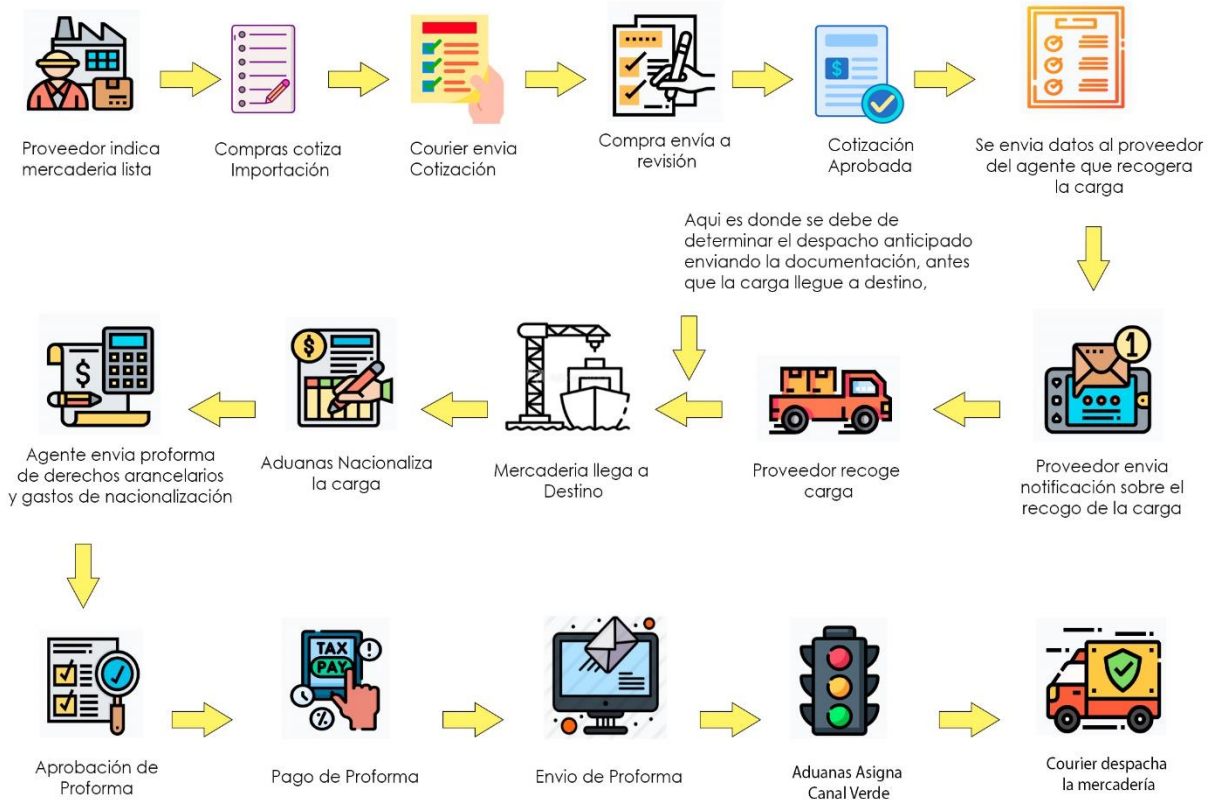 Proveedor indica
mercaderia lista
Compras cotiza
Importación
Courier envia
Cotización
Compra envía a
revisión
$
Cotización
Aprobada
Se envia datos al proveedor
del agente que recogera
la carga
Aqui es donde se debe de
determinar el despacho anticipado
enviando la documentación, antes
que la carga llegue a destino,
1
Proveedor envia
notificación sobre el
recogo de la carga
Proveedor recoge
carga
Mercaderia llega a
Destino
$
Aduanas Nacionaliza
la carga
$
Agente envia proforma
de derechos arancelarios
y gastos de nacionalización
Aprobación de
Proforma
TAX
PAY
!
%
Pago de Proforma
Envio de Proforma
Aduanas Asigna
Canal Verde
Courier despacha
la mercadería